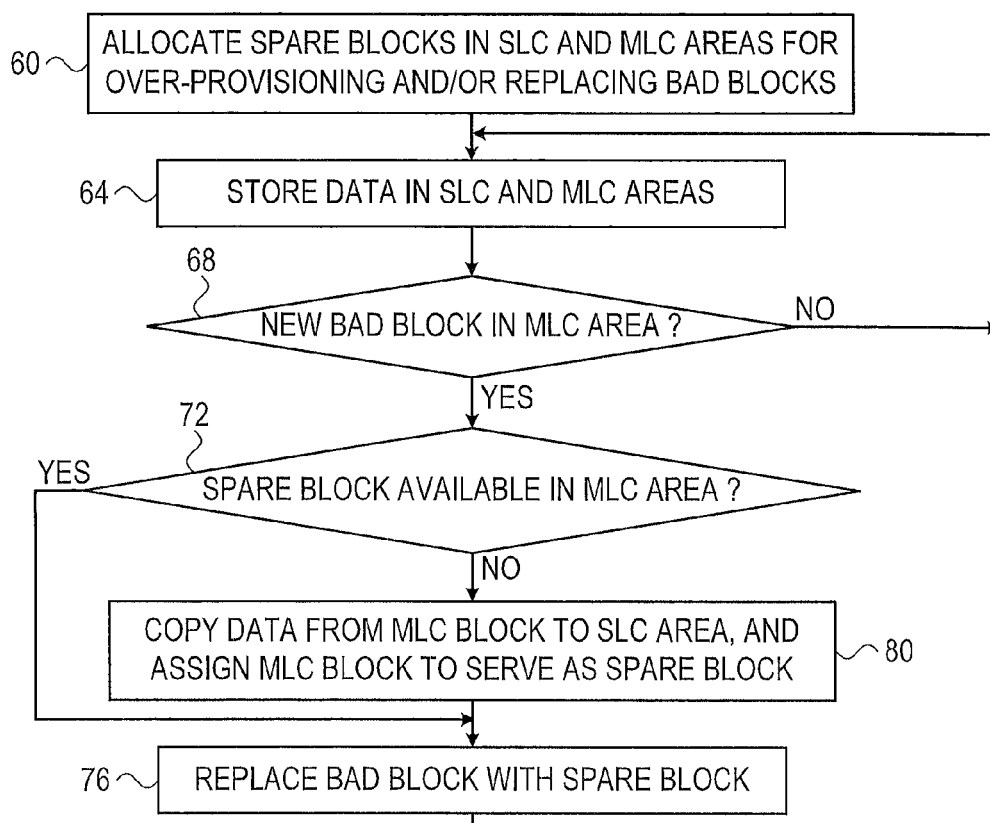 60
ALLOCATE SPARE BLOCKS IN SLC AND MLC AREAS FOR
OVER-PROVISIONING AND/OR REPLACING BAD BLOCKS
64
STORE DATA IN SLC AND MLC AREAS
68
NEW BAD BLOCK IN MLC AREA ?
NO
YES
72
YES
SPARE BLOCK AVAILABLE IN MLC AREA ?
NO
COPY DATA FROM MLC BLOCK TO SLC AREA, AND
ASSIGN MLC BLOCK TO SERVE AS SPARE BLOCK
80
76
REPLACE BAD BLOCK WITH SPARE BLOCK